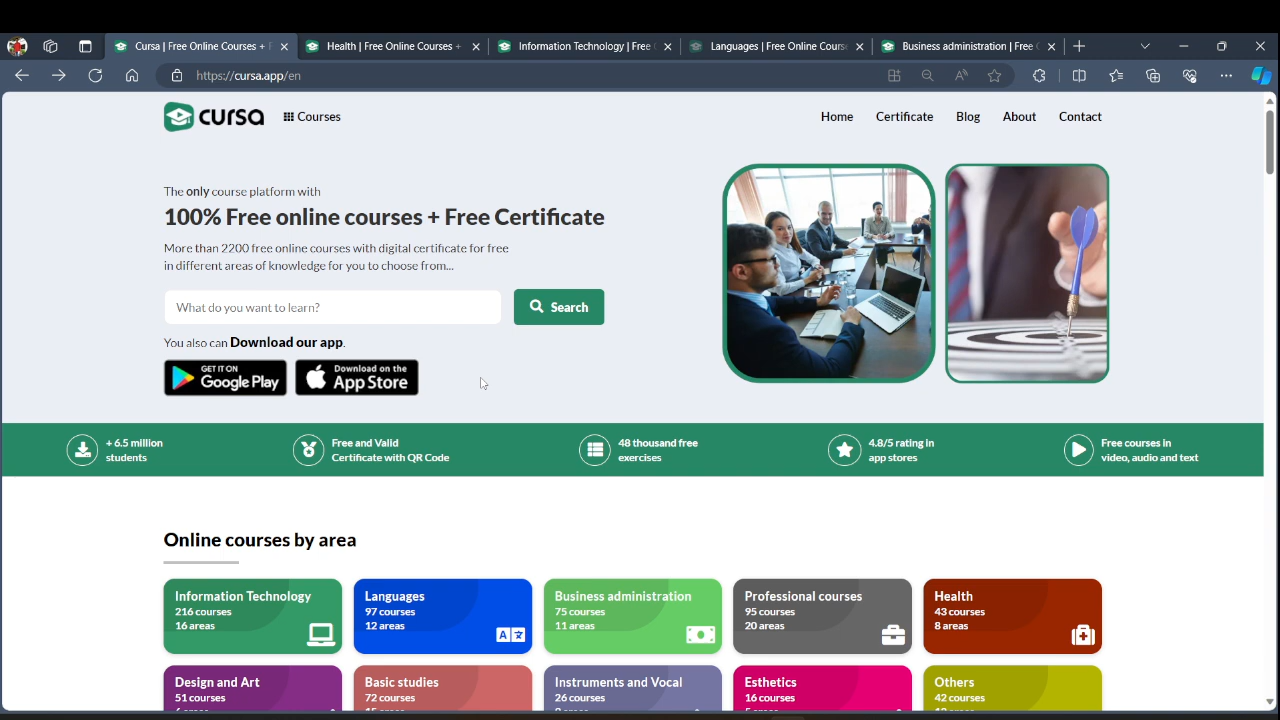 Cursa | Free Online Courses + F
Health | Free Online Courses +
Information Technology | Free
Languages | Free Online Course
Business administration | Free
https://cursa.app/en
cursa
Courses
Home
Certificate
Blog
About
Contact
The only course platform with
100% Free online courses + Free Certificate
More than 2200 free online courses with digital certificate for free
in different areas of knowledge for you to choose from...
What do you want to learn?
Search
You also can Download our app.
GET IT ON
Google Play
Download on the
App Store
+ 6.5 million
students
Free and Valid
Certificate with QR Code
48 thousand free
exercises
4.8/5 rating in
app stores
Free courses in
video, audio and text
Online courses by area
Information Technology
216 courses
16 areas
Languages
97 courses
12 areas
Business administration
75 courses
11 areas
Professional courses
95 courses
20 areas
Health
43 courses
8 areas
Design and Art
51 courses
Basic studies
72 courses
Instruments and Vocal
26 courses
Esthetics
16 courses
Others
42 courses